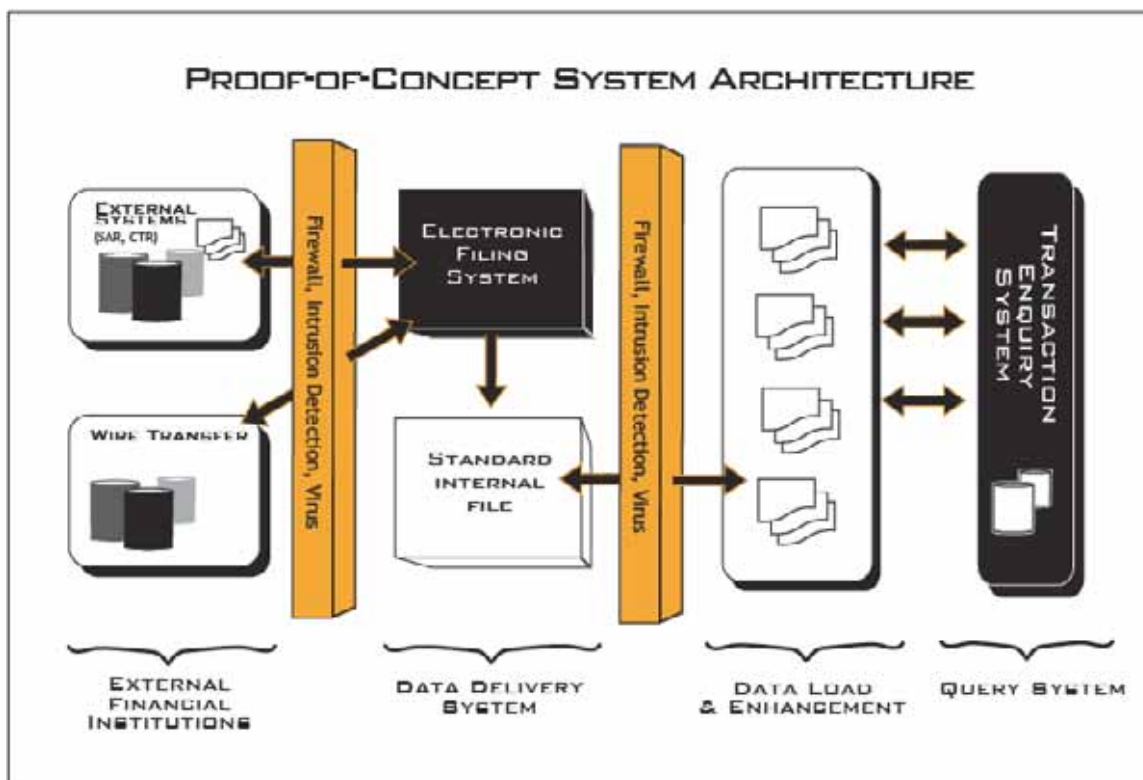 PROOF-OF-CONCEPT SYSTEM ARCHITECTURE
EXTERNAL
SYSTEMS
(SAR, CTR)
Firewall, Intrusion Detection, Virus
ELECTRONIC
FILING
SYSTEM
Firewall, Intrusion Detection, Virus
TRANSACTION
ENQUIRY
SYSTEM
WIRE TRANSFER
STANDARD
INTERNAL
FILE
EXTERNAL
FINANCIAL
INSTITUTIONS
DATA DELIVERY
SYSTEM
DATA LOAD
& ENHANCEMENT
QUERY SYSTEM